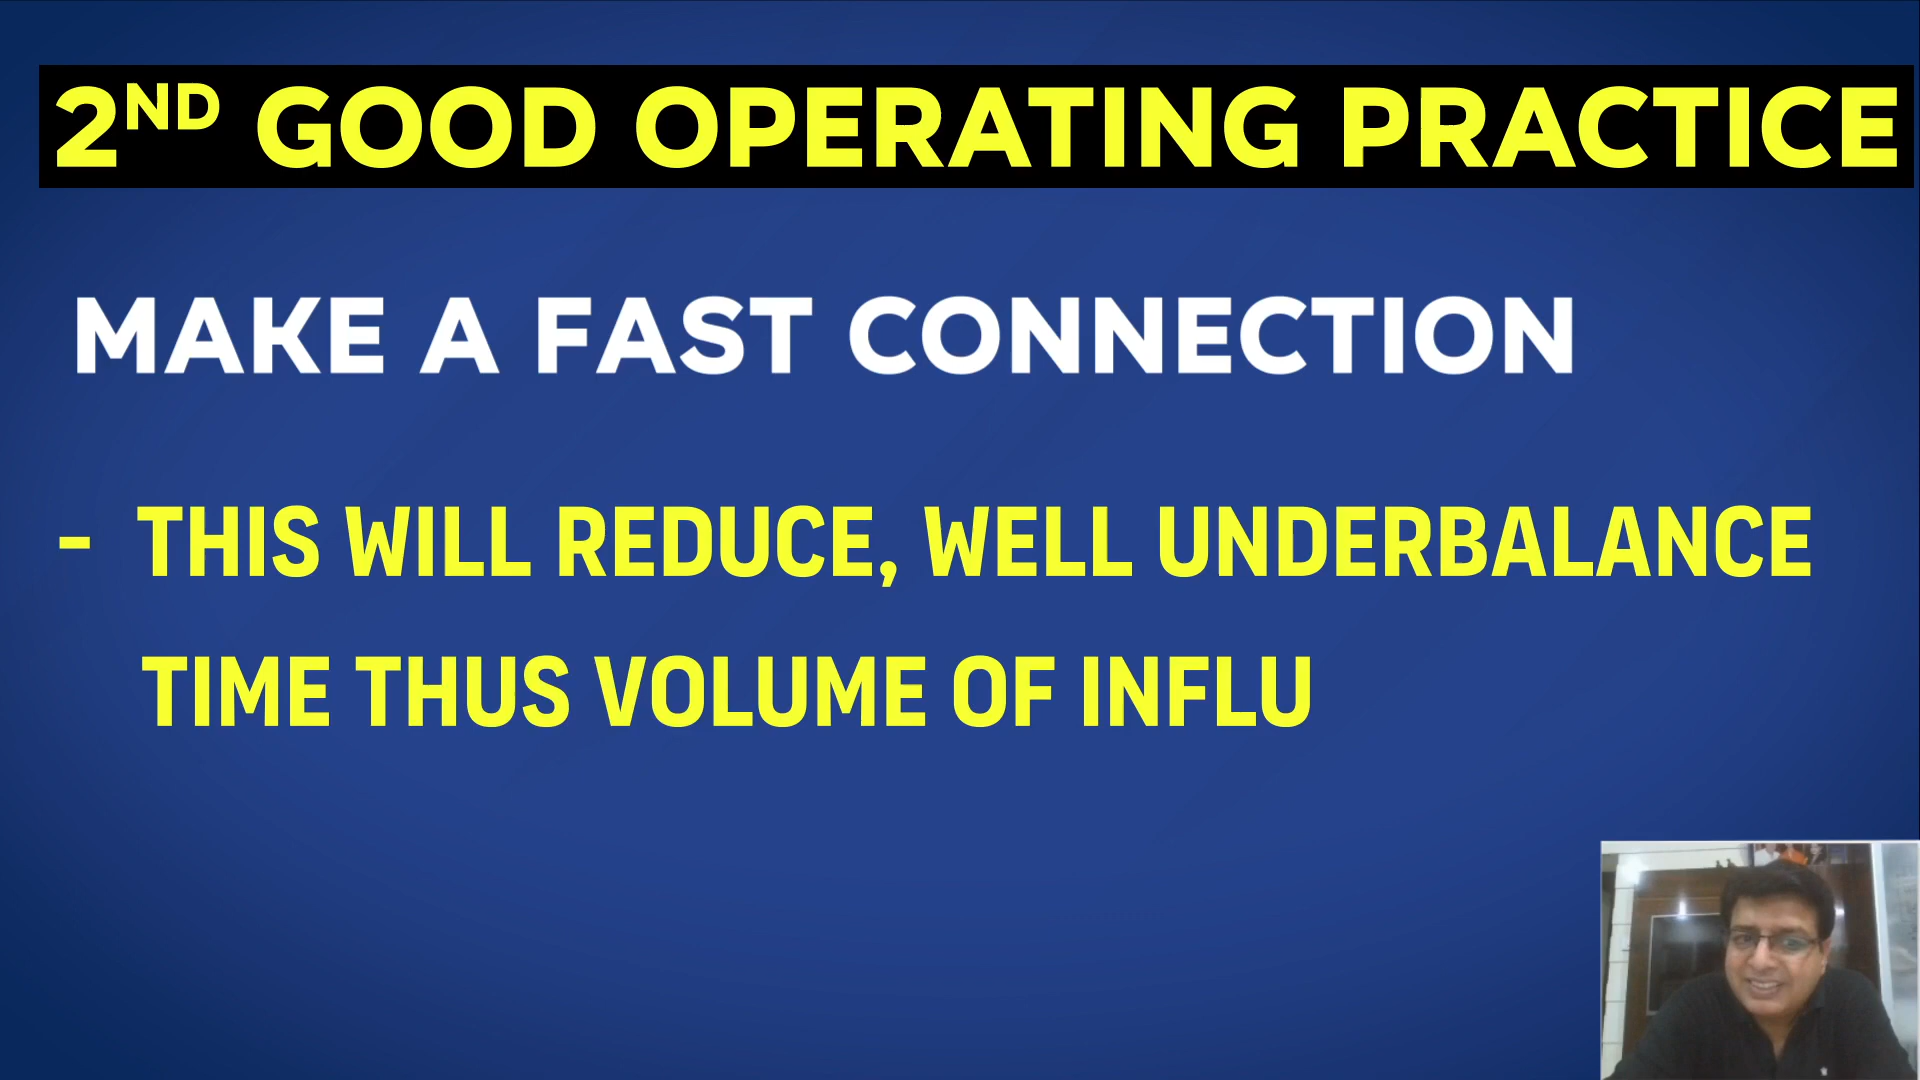 2ND GOOD OPERATING PRACTICE
MAKE A FAST CONNECTION
- THIS WILL REDUCE, WELL UNDERBALANCE
TIME THUS VOLUME OF INFLU